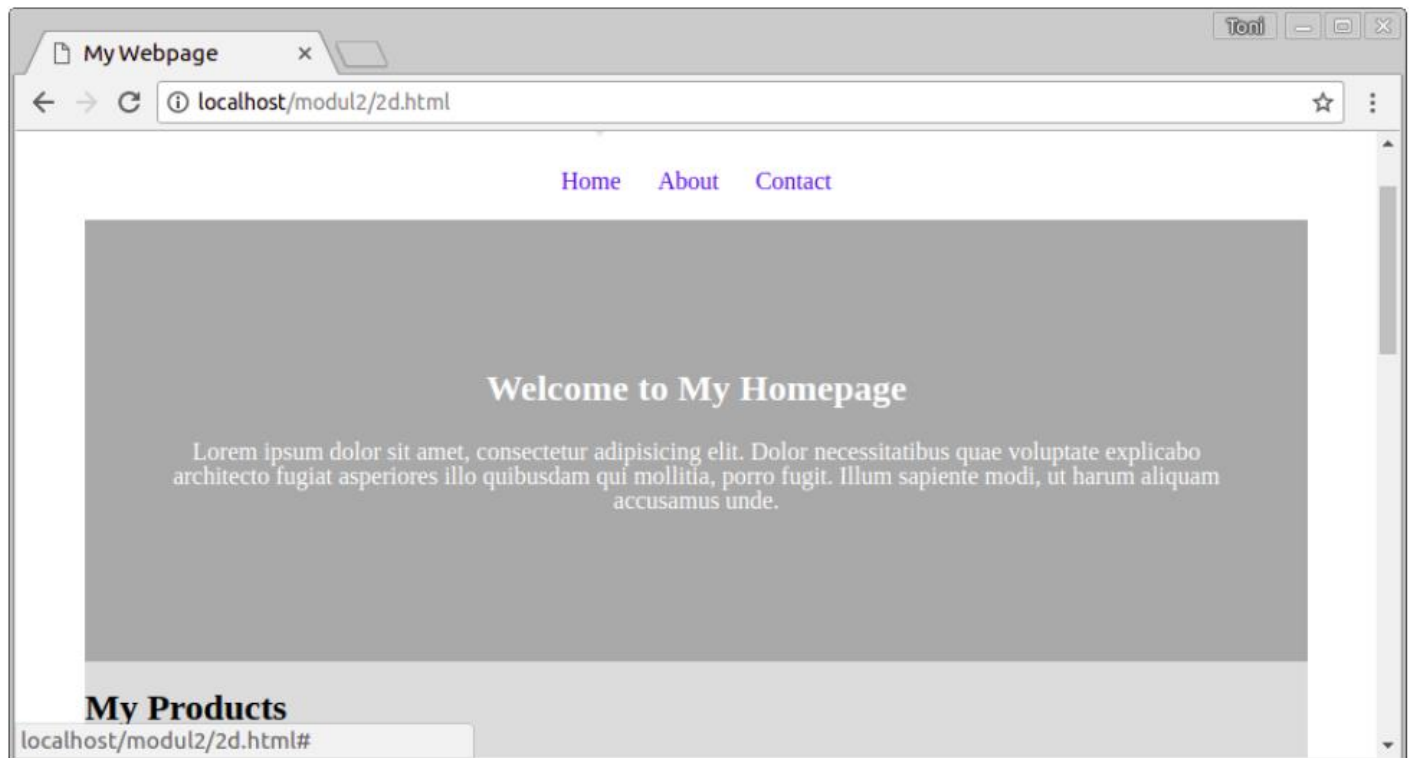 Toni
My Webpage
localhost/modul2/2d.html
Home About Contact
Welcome to My Homepage
Lorem ipsum dolor sit amet, consectetur adipisicing elit. Dolor necessitatibus quae voluptate explicabo
architecto fugiat asperiores illo quibusdam qui mollitia, porro fugit. Illum sapiente modi, ut harum aliquam
accusamus unde.
My Products
localhost/modul2/2d.html#